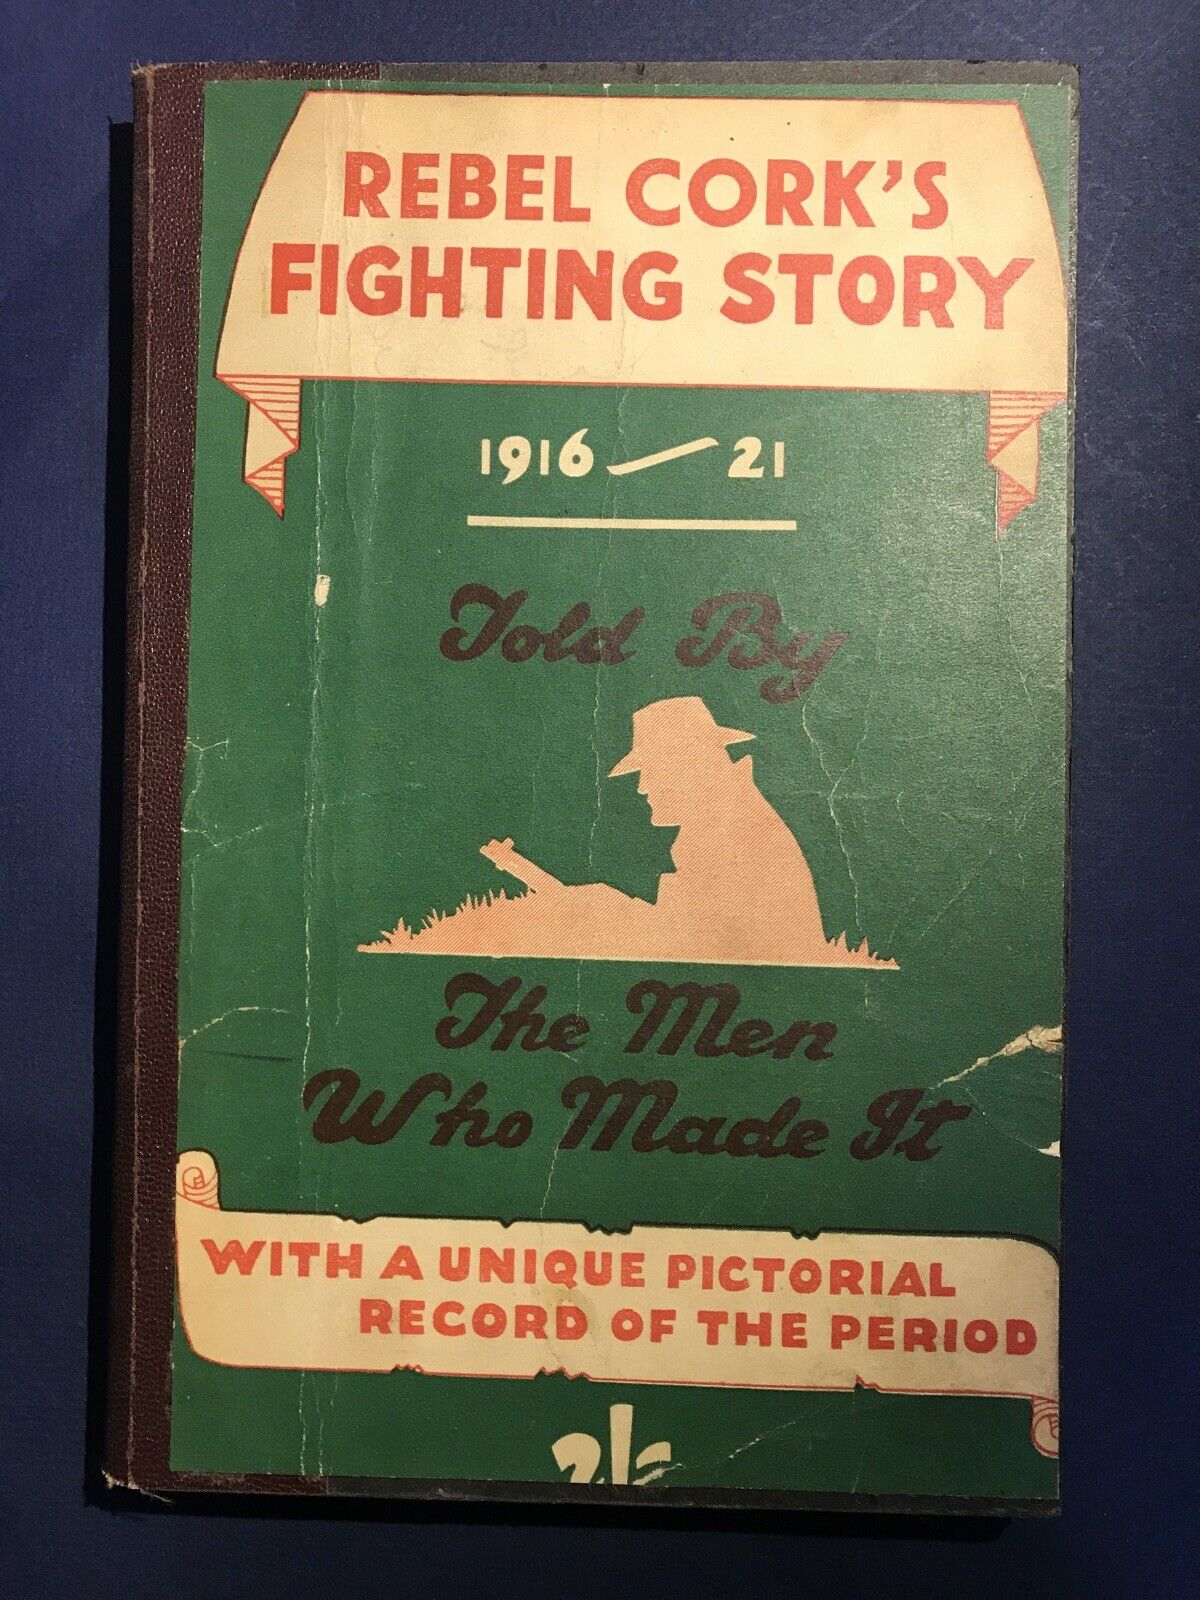 REBEL CORK'S
FIGHTING STORY
1916—21
Told By
The Men
Who Made It
WITH A UNIQUE PICTORIAL
RECORD OF THE PERIOD
2/-